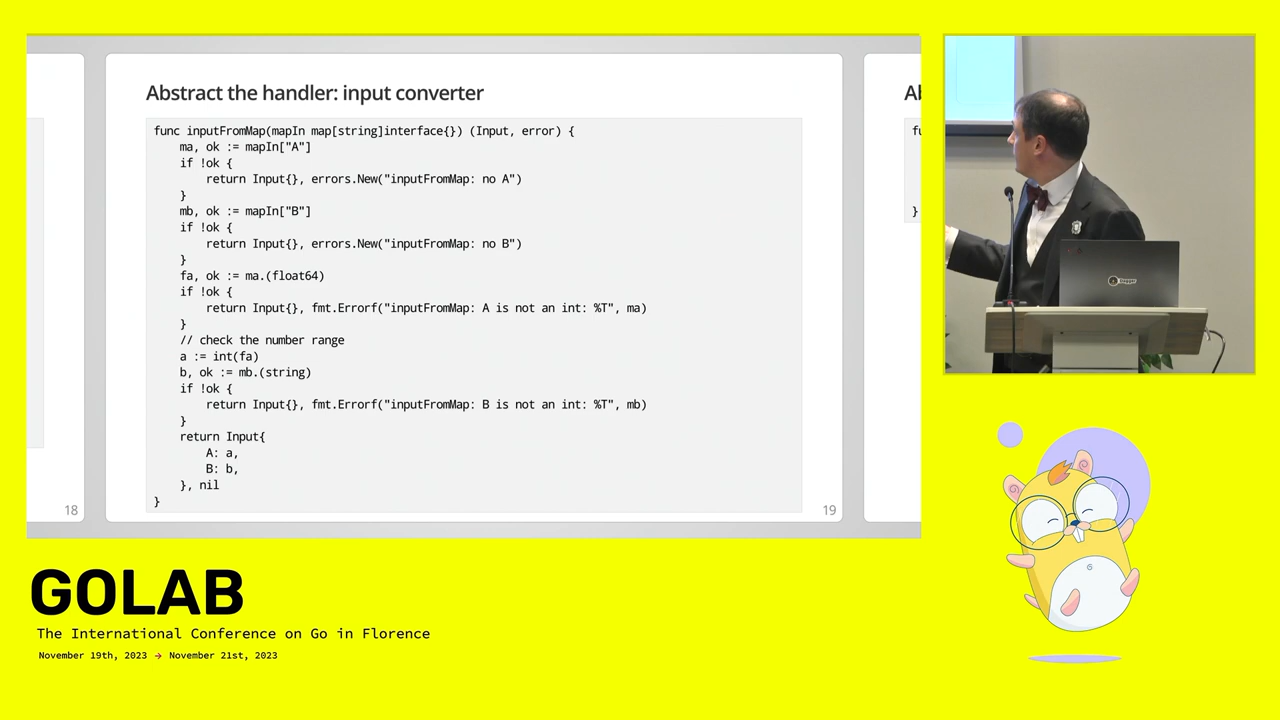 Abstract the handler: input converter
func inputFromMap(mapIn map[string]interface{}) (Input, error) {
    ma, ok := mapIn["A"]
    if !ok {
        return Input{}, errors.New("inputFromMap: no A")
    }
    mb, ok := mapIn["B"]
    if !ok {
        return Input{}, errors.New("inputFromMap: no B")
    }
    fa, ok := ma.(float64)
    if !ok {
        return Input{}, fmt.Errorf("inputFromMap: A is not an int: %T", ma)
    }
    // check the number range
    a := int(fa)
    b, ok := mb.(string)
    if !ok {
        return Input{}, fmt.Errorf("inputFromMap: B is not an int: %T", mb)
    }
    return Input{
        A: a,
        B: b,
    }, nil
}
18
19
Ab
fu
}
GOLAB
The International Conference on Go in Florence
November 19th, 2023 → November 21st, 2023